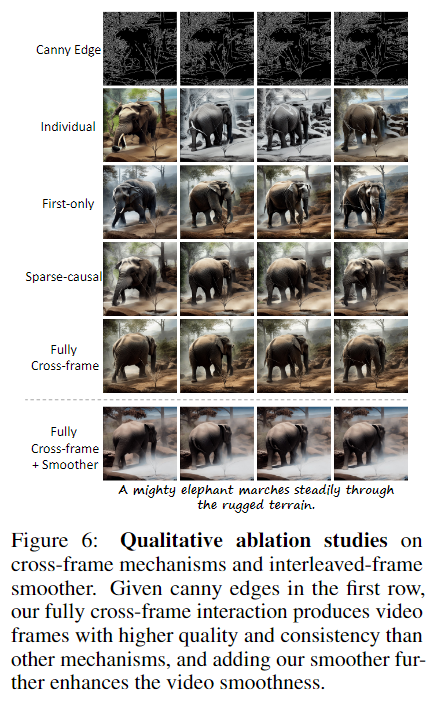 Canny Edge
Individual
First-only
Sparse-causal
Fully
Cross-frame
Fully
Cross-frame
+ Smoother
A mighty elephant marches steadily through
the rugged terrain.
Figure 6: Qualitative ablation studies on
cross-frame mechanisms and interleaved-frame
smoother. Given canny edges in the first row,
our fully cross-frame interaction produces video
frames with higher quality and consistency than
other mechanisms, and adding our smoother fur-
ther enhances the video smoothness.